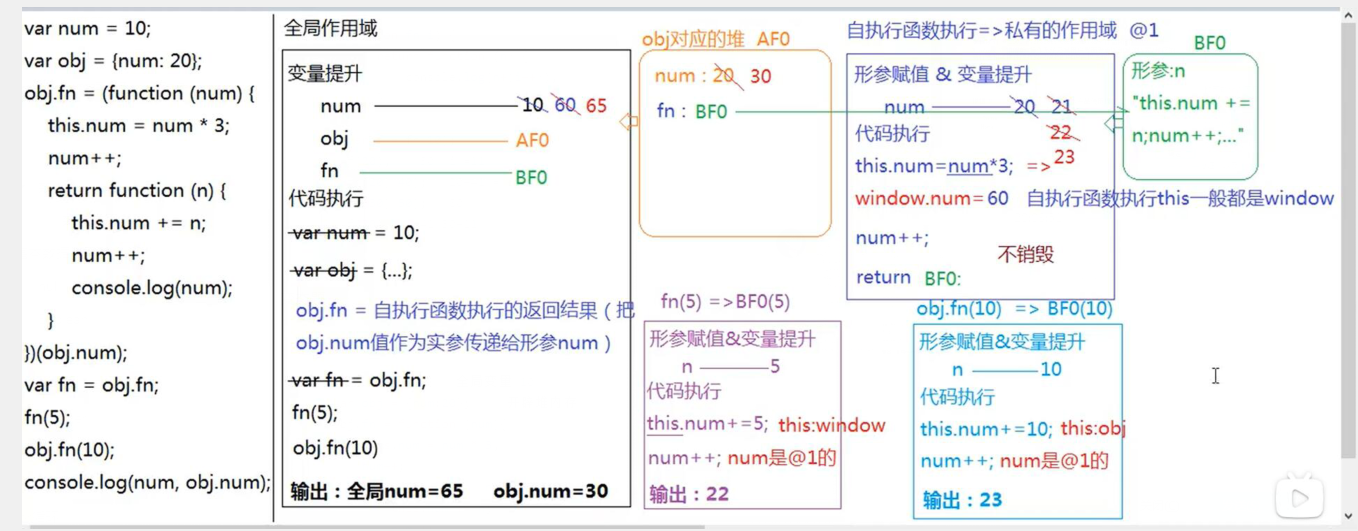 var num = 10;
var obj = {num: 20};
obj.fn = (function (num) {
this.num = num * 3;
num++;
return function (n) {
this.num += n;
num++;
console.log(num);
}
})(obj.num);
var fn = obj.fn;
fn(5);
obj.fn(10);
console.log(num, obj.num);
全局作用域
变量提升
num 10 60 65
obj AF0
fn BF0
代码执行
var num = 10;
var obj = {...};
obj.fn = 自执行函数执行的返回结果（把
obj.num值作为实参传递给形参num）
var fn = obj.fn;
fn(5);
obj.fn(10)
输出：全局num=65 obj.num=30
obj对应的堆 AF0
num : 20 30
fn : BF0
自执行函数执行=>私有的作用域 @1
形参赋值 & 变量提升
num 20 21
22
23
代码执行
this.num=num*3; =>
window.num=60 自执行函数执行this一般都是window
num++;
不销毁
return BF0:
BF0
形参:n
"this.num +=
n;num++;..."
fn(5) =>BF0(5)
形参赋值&变量提升
n 5
代码执行
this.num+=5; this:window
num++; num是@1的
输出：22
obj.fn(10) => BF0(10)
形参赋值&变量提升
n 10
代码执行
this.num+=10; this:obj
num++; num是@1的
输出：23